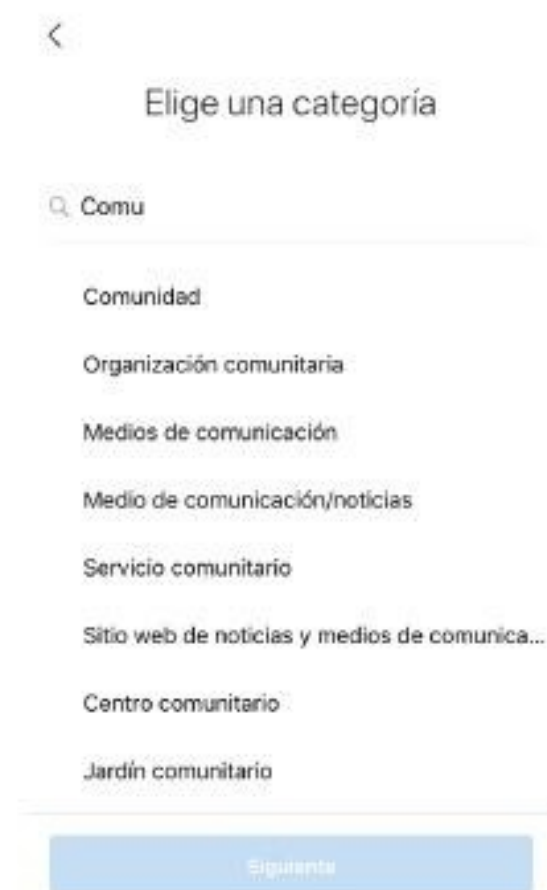 Elige una categoría
Comu
Comunidad
Organización comunitaria
Medios de comunicación
Medio de comunicación/noticias
Servicio comunitario
Sitio web de noticias y medios de comunica...
Centro comunitario
Jardín comunitario
Siguiente